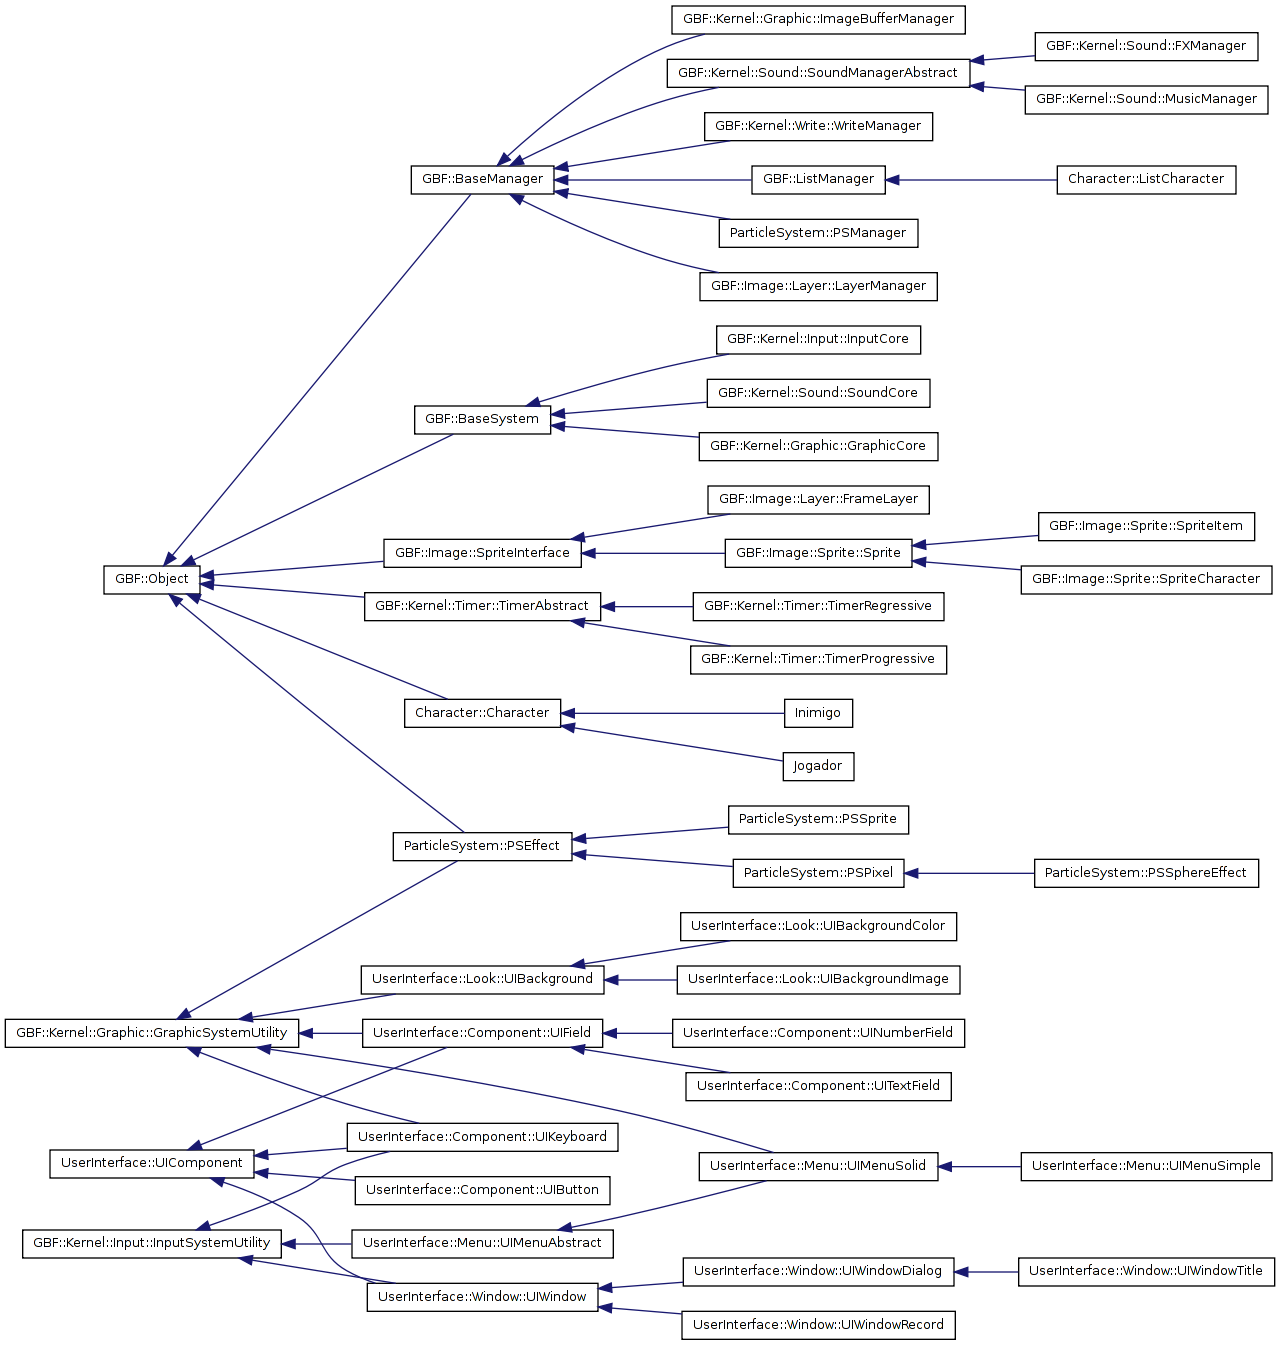 GBF::Kernel::Graphic::ImageBufferManager
GBF::Kernel::Sound::FXManager
GBF::Kernel::Sound::SoundManagerAbstract
GBF::Kernel::Sound::MusicManager
GBF::Kernel::Write::WriteManager
GBF::BaseManager
GBF::ListManager
Character::ListCharacter
ParticleSystem::PSManager
GBF::Image::Layer::LayerManager
GBF::Kernel::Input::InputCore
GBF::Kernel::Sound::SoundCore
GBF::BaseSystem
GBF::Kernel::Graphic::GraphicCore
GBF::Image::Layer::FrameLayer
GBF::Image::Sprite::SpriteItem
GBF::Image::SpriteInterface
GBF::Image::Sprite::Sprite
GBF::Object
GBF::Image::Sprite::SpriteCharacter
GBF::Kernel::Timer::TimerAbstract
GBF::Kernel::Timer::TimerRegressive
GBF::Kernel::Timer::TimerProgressive
Character::Character
Inimigo
Jogador
ParticleSystem::PSSprite
ParticleSystem::PSEffect
ParticleSystem::PSPixel
ParticleSystem::PSSphereEffect
UserInterface::Look::UIBackgroundColor
UserInterface::Look::UIBackground
UserInterface::Look::UIBackgroundImage
GBF::Kernel::Graphic::GraphicSystemUtility
UserInterface::Component::UIField
UserInterface::Component::UINumberField
UserInterface::Component::UITextField
UserInterface::Component::UIKeyboard
UserInterface::UIComponent
UserInterface::Menu::UIMenuSolid
UserInterface::Menu::UIMenuSimple
UserInterface::Component::UIButton
GBF::Kernel::Input::InputSystemUtility
UserInterface::Menu::UIMenuAbstract
UserInterface::Window::UIWindowDialog
UserInterface::Window::UIWindowTitle
UserInterface::Window::UIWindow
UserInterface::Window::UIWindowRecord